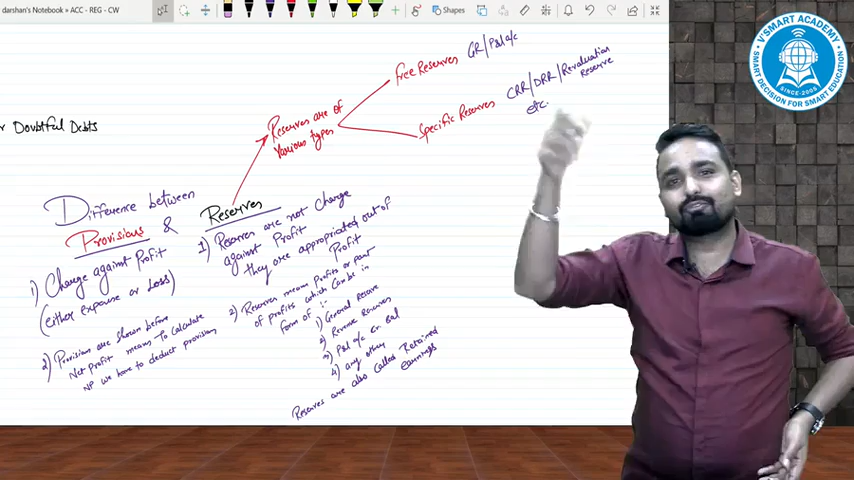 darshan's Notebook » ACC - REG - CW
Shapes
V'SMART ACADEMY
SMART DECISION FOR SMART EDUCATION
SINCE-2005
r Doubtful Debts
Reserves are of
various types
Free Reserves GR/P&L a/c
Specific Reserves CRR/DRR/Revaluation
Reserve
etc.
Difference between
Provisions &
1) Charge against Profit
(either expense or Loss)
2) Provisions are shown before
Net profit means To Calculate
NP we have to deduct provision
Reserves
1) Reserves are not Charge
against Profit
they are appropriated out of
Profit
2) Reserves means Profits or part
of profits which can be in
form of :-
1) General Reserve
2) Revenue Reserves
3) P&L a/c Cr Bal
4) any other
Reserves are also called Retained
earnings